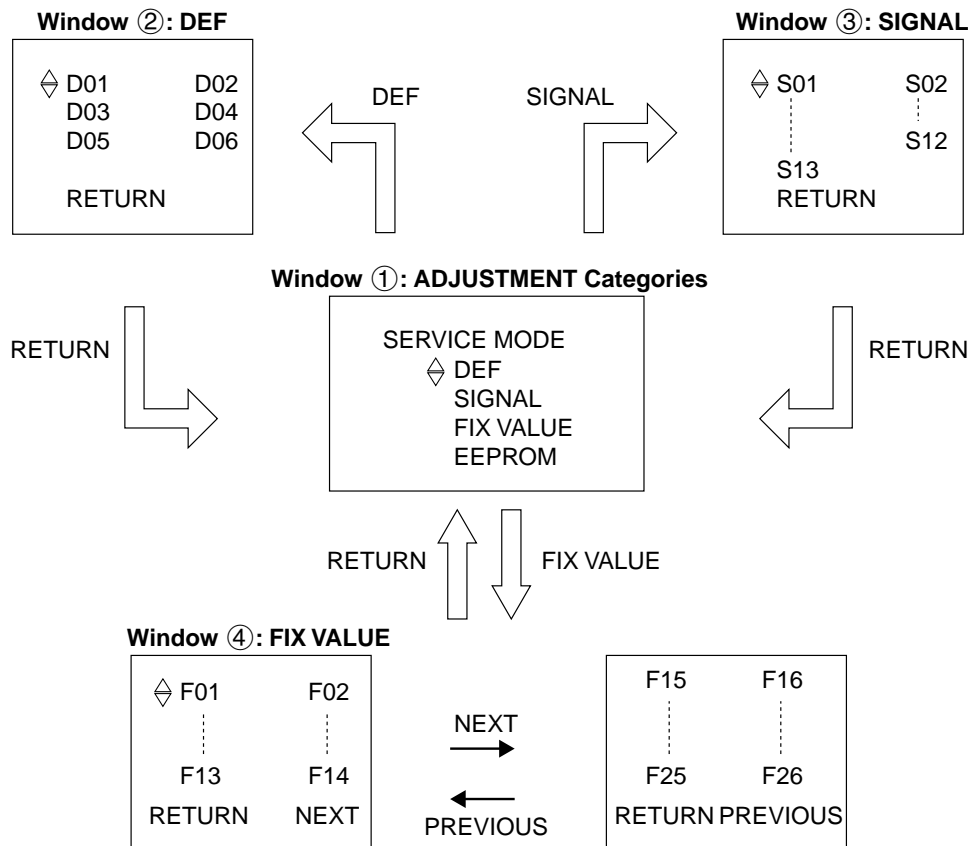 Window ②: DEF
D01 D02
D03 D04
D05 D06
RETURN
DEF
SIGNAL
Window ③: SIGNAL
S01 S02
S12
S13
RETURN
Window ①: ADJUSTMENT Categories
SERVICE MODE
DEF
SIGNAL
FIX VALUE
EEPROM
RETURN
RETURN
RETURN
FIX VALUE
Window ④: FIX VALUE
F01 F02
F13 F14
RETURN NEXT
NEXT
PREVIOUS
F15 F16
F25 F26
RETURN PREVIOUS